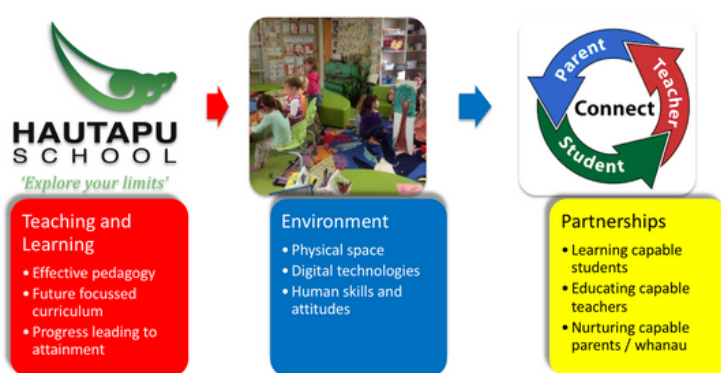 HAUTAPU
SCHOOL
'Explore your limits'
Parent
Teacher
Connect
Student
Teaching and
Learning
• Effective pedagogy
• Future focussed
curriculum
• Progress leading to
attainment
Environment
• Physical space
• Digital technologies
• Human skills and
attitudes
Partnerships
• Learning capable
students
• Educating capable
teachers
• Nurturing capable
parents / whanau